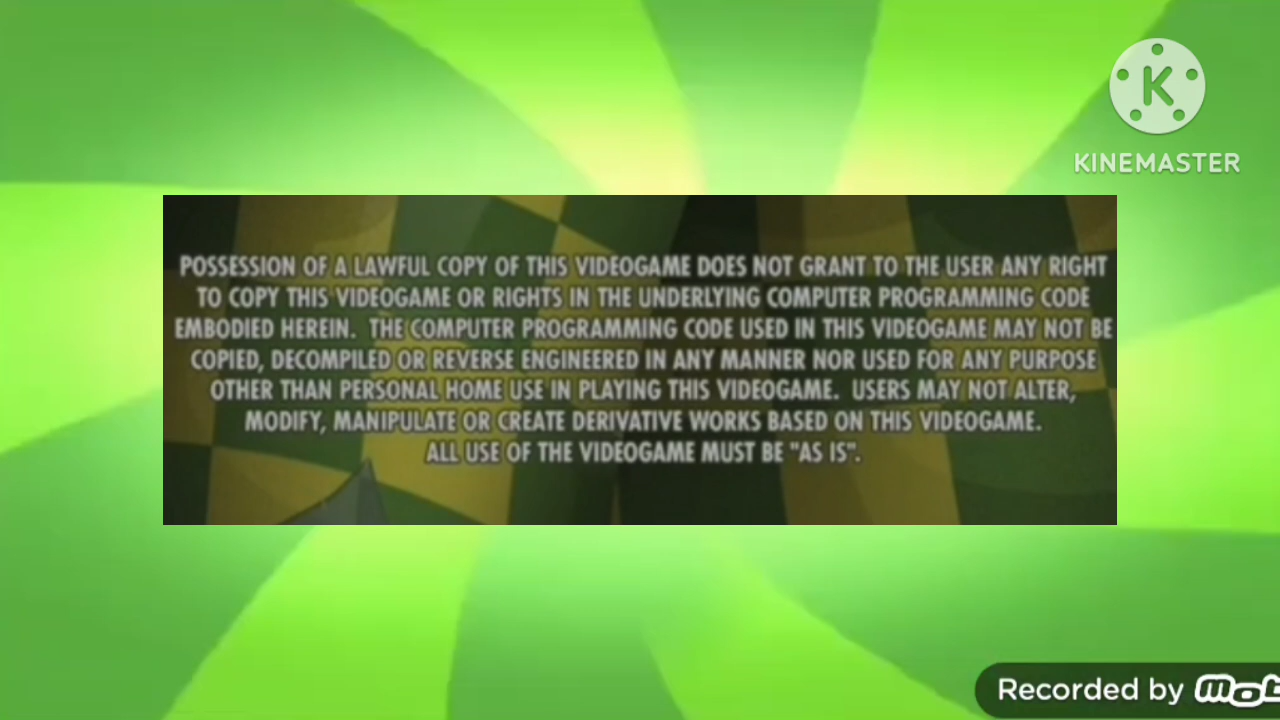 K
KINEMASTER
POSSESSION OF A LAWFUL COPY OF THIS VIDEOGAME DOES NOT GRANT TO THE USER ANY RIGHT
TO COPY THIS VIDEOGAME OR RIGHTS IN THE UNDERLYING COMPUTER PROGRAMMING CODE
EMBODIED HEREIN.  THE COMPUTER PROGRAMMING CODE USED IN THIS VIDEOGAME MAY NOT BE
COPIED, DECOMPILED OR REVERSE ENGINEERED IN ANY MANNER NOR USED FOR ANY PURPOSE
OTHER THAN PERSONAL HOME USE IN PLAYING THIS VIDEOGAME.  USERS MAY NOT ALTER,
MODIFY, MANIPULATE OR CREATE DERIVATIVE WORKS BASED ON THIS VIDEOGAME.
ALL USE OF THE VIDEOGAME MUST BE "AS IS".
Recorded by